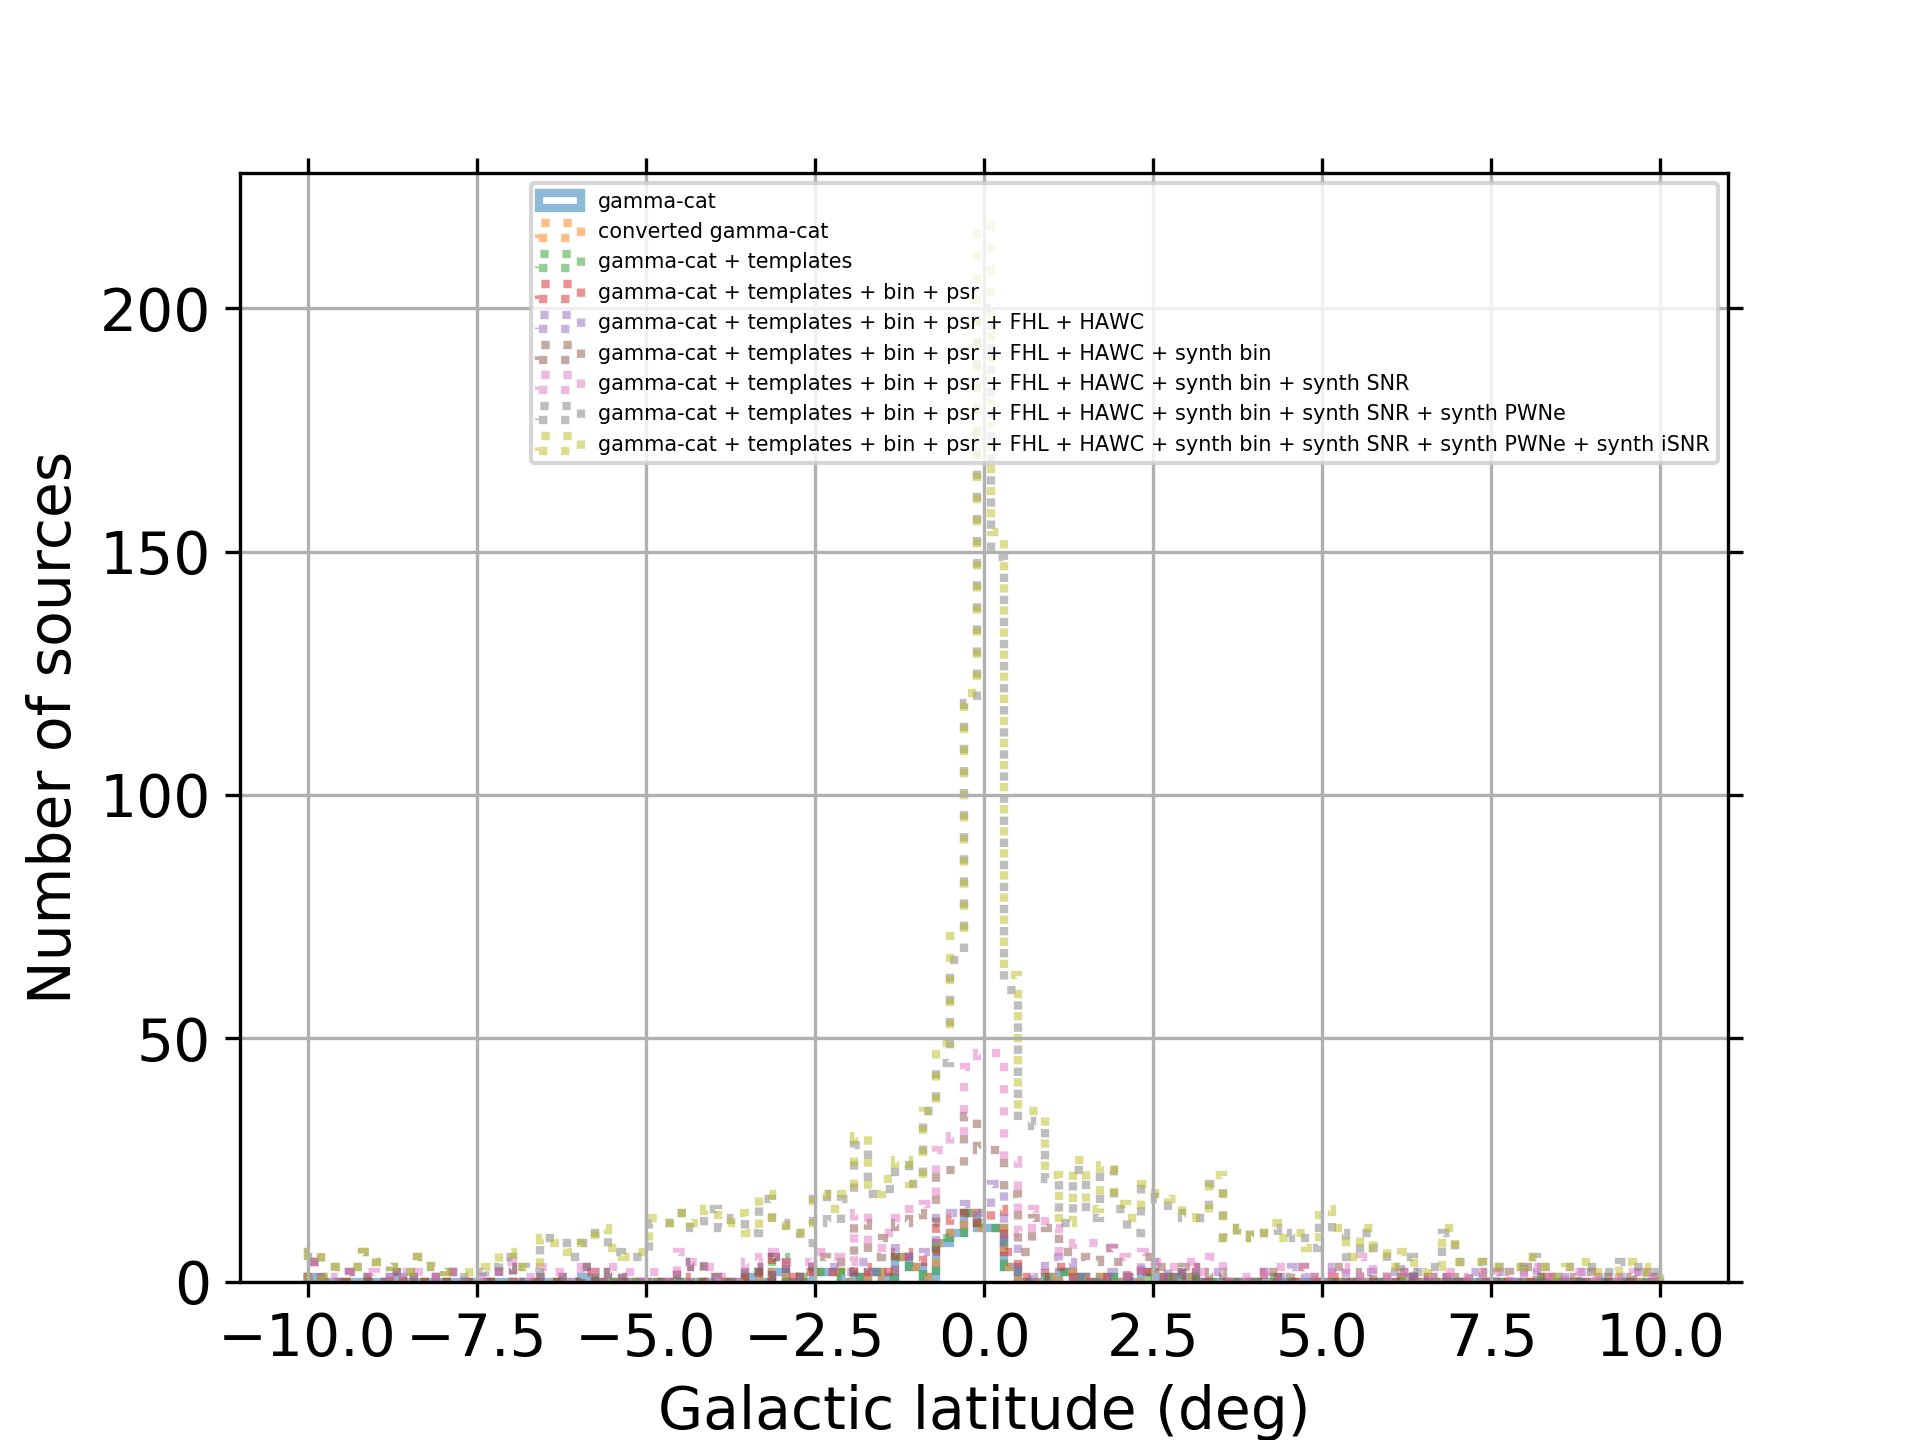 gamma-cat
converted gamma-cat
gamma-cat + templates
gamma-cat + templates + bin + psr
gamma-cat + templates + bin + psr + FHL + HAWC
gamma-cat + templates + bin + psr + FHL + HAWC + synth bin
gamma-cat + templates + bin + psr + FHL + HAWC + synth bin + synth SNR
gamma-cat + templates + bin + psr + FHL + HAWC + synth bin + synth SNR + synth PWNe
gamma-cat + templates + bin + psr + FHL + HAWC + synth bin + synth SNR + synth PWNe + synth iSNR
200
150
100
50
0
Number of sources
−10.0 −7.5 −5.0 −2.5 0.0 2.5 5.0 7.5 10.0
Galactic latitude (deg)